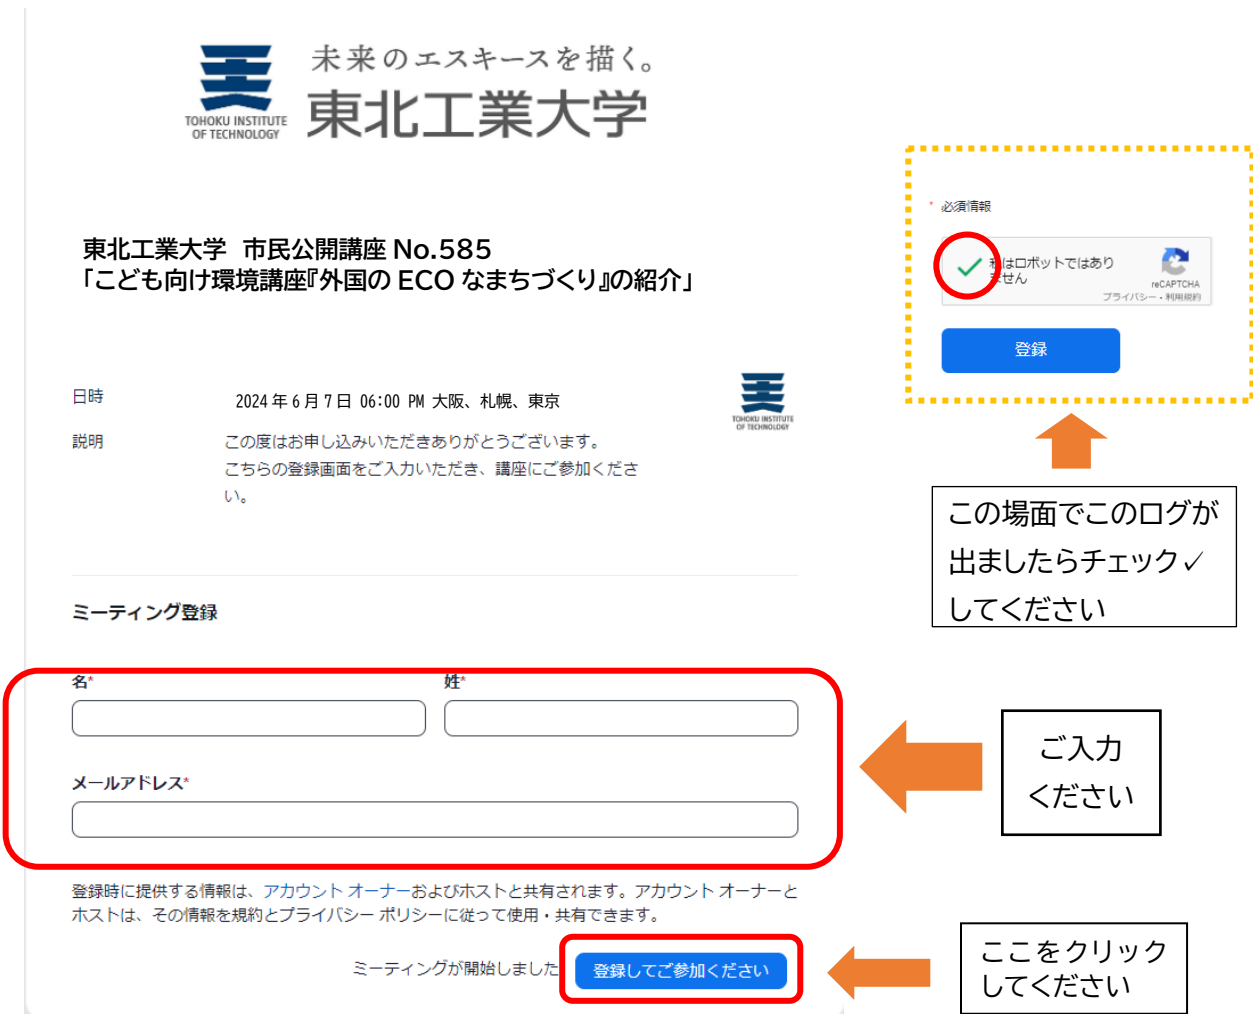 未来のエスキースを描く。
東北工業大学
TOHOKU INSTITUTE
OF TECHNOLOGY
東北工業大学 市民公開講座 No.585
「こども向け環境講座『外国の ECO なまちづくり』の紹介」
日時
2024 年 6 月 7 日 06:00 PM 大阪、札幌、東京
TOHOKU INSTITUTE
OF TECHNOLOGY
説明
この度はお申し込みいただきありがとうございます。
こちらの登録画面をご入力いただき、講座にご参加くださ
い。
* 必須情報
私はロボットではあり
ません
reCAPTCHA
プライバシー・利用規約
登録
この場面でこのログが
出ましたらチェック✓
してください
ミーティング登録
名*
姓*
メールアドレス*
ご入力
ください
登録時に提供する情報は、アカウント オーナーおよびホストと共有されます。アカウント オーナーと
ホストは、その情報を規約とプライバシー ポリシーに従って使用・共有できます。
ミーティングが開始しました
登録してご参加ください
ここをクリック
してください